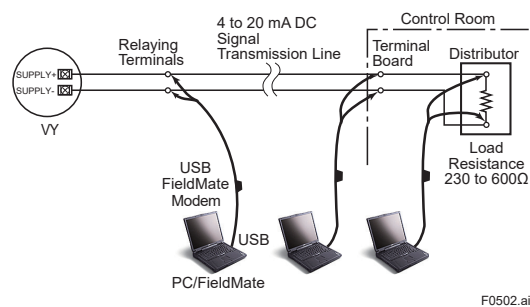 4 to 20 mA DC
Signal
Transmission Line
Control Room
Relaying
Terminals
Terminal
Board
Distributor
SUPPLY+
SUPPLY-
VY
Load
Resistance
230 to 600Ω
USB
FieldMate
Modem
USB
PC/FieldMate
F0502.ai